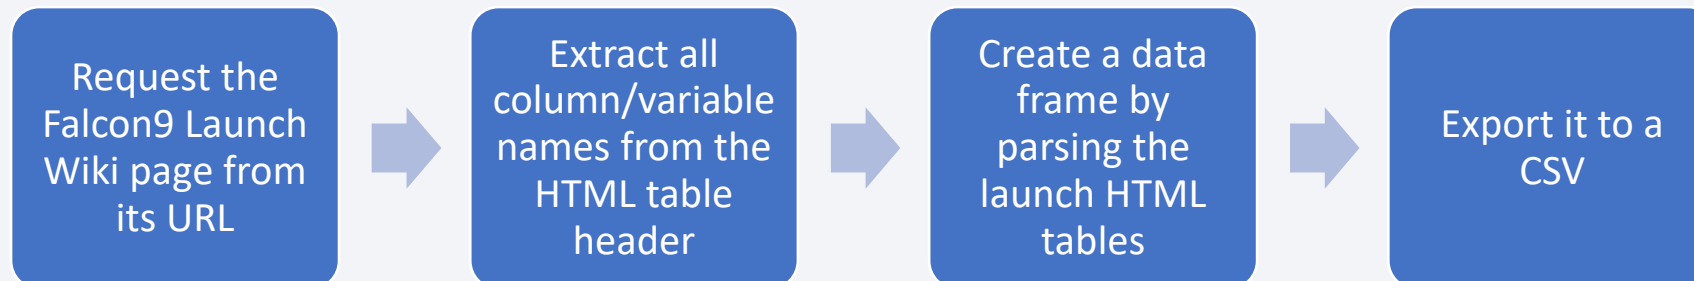 Request the
Falcon9 Launch
Wiki page from
its URL
Extract all
column/variable
names from the
HTML table
header
Create a data
frame by
parsing the
launch HTML
tables
Export it to a
CSV